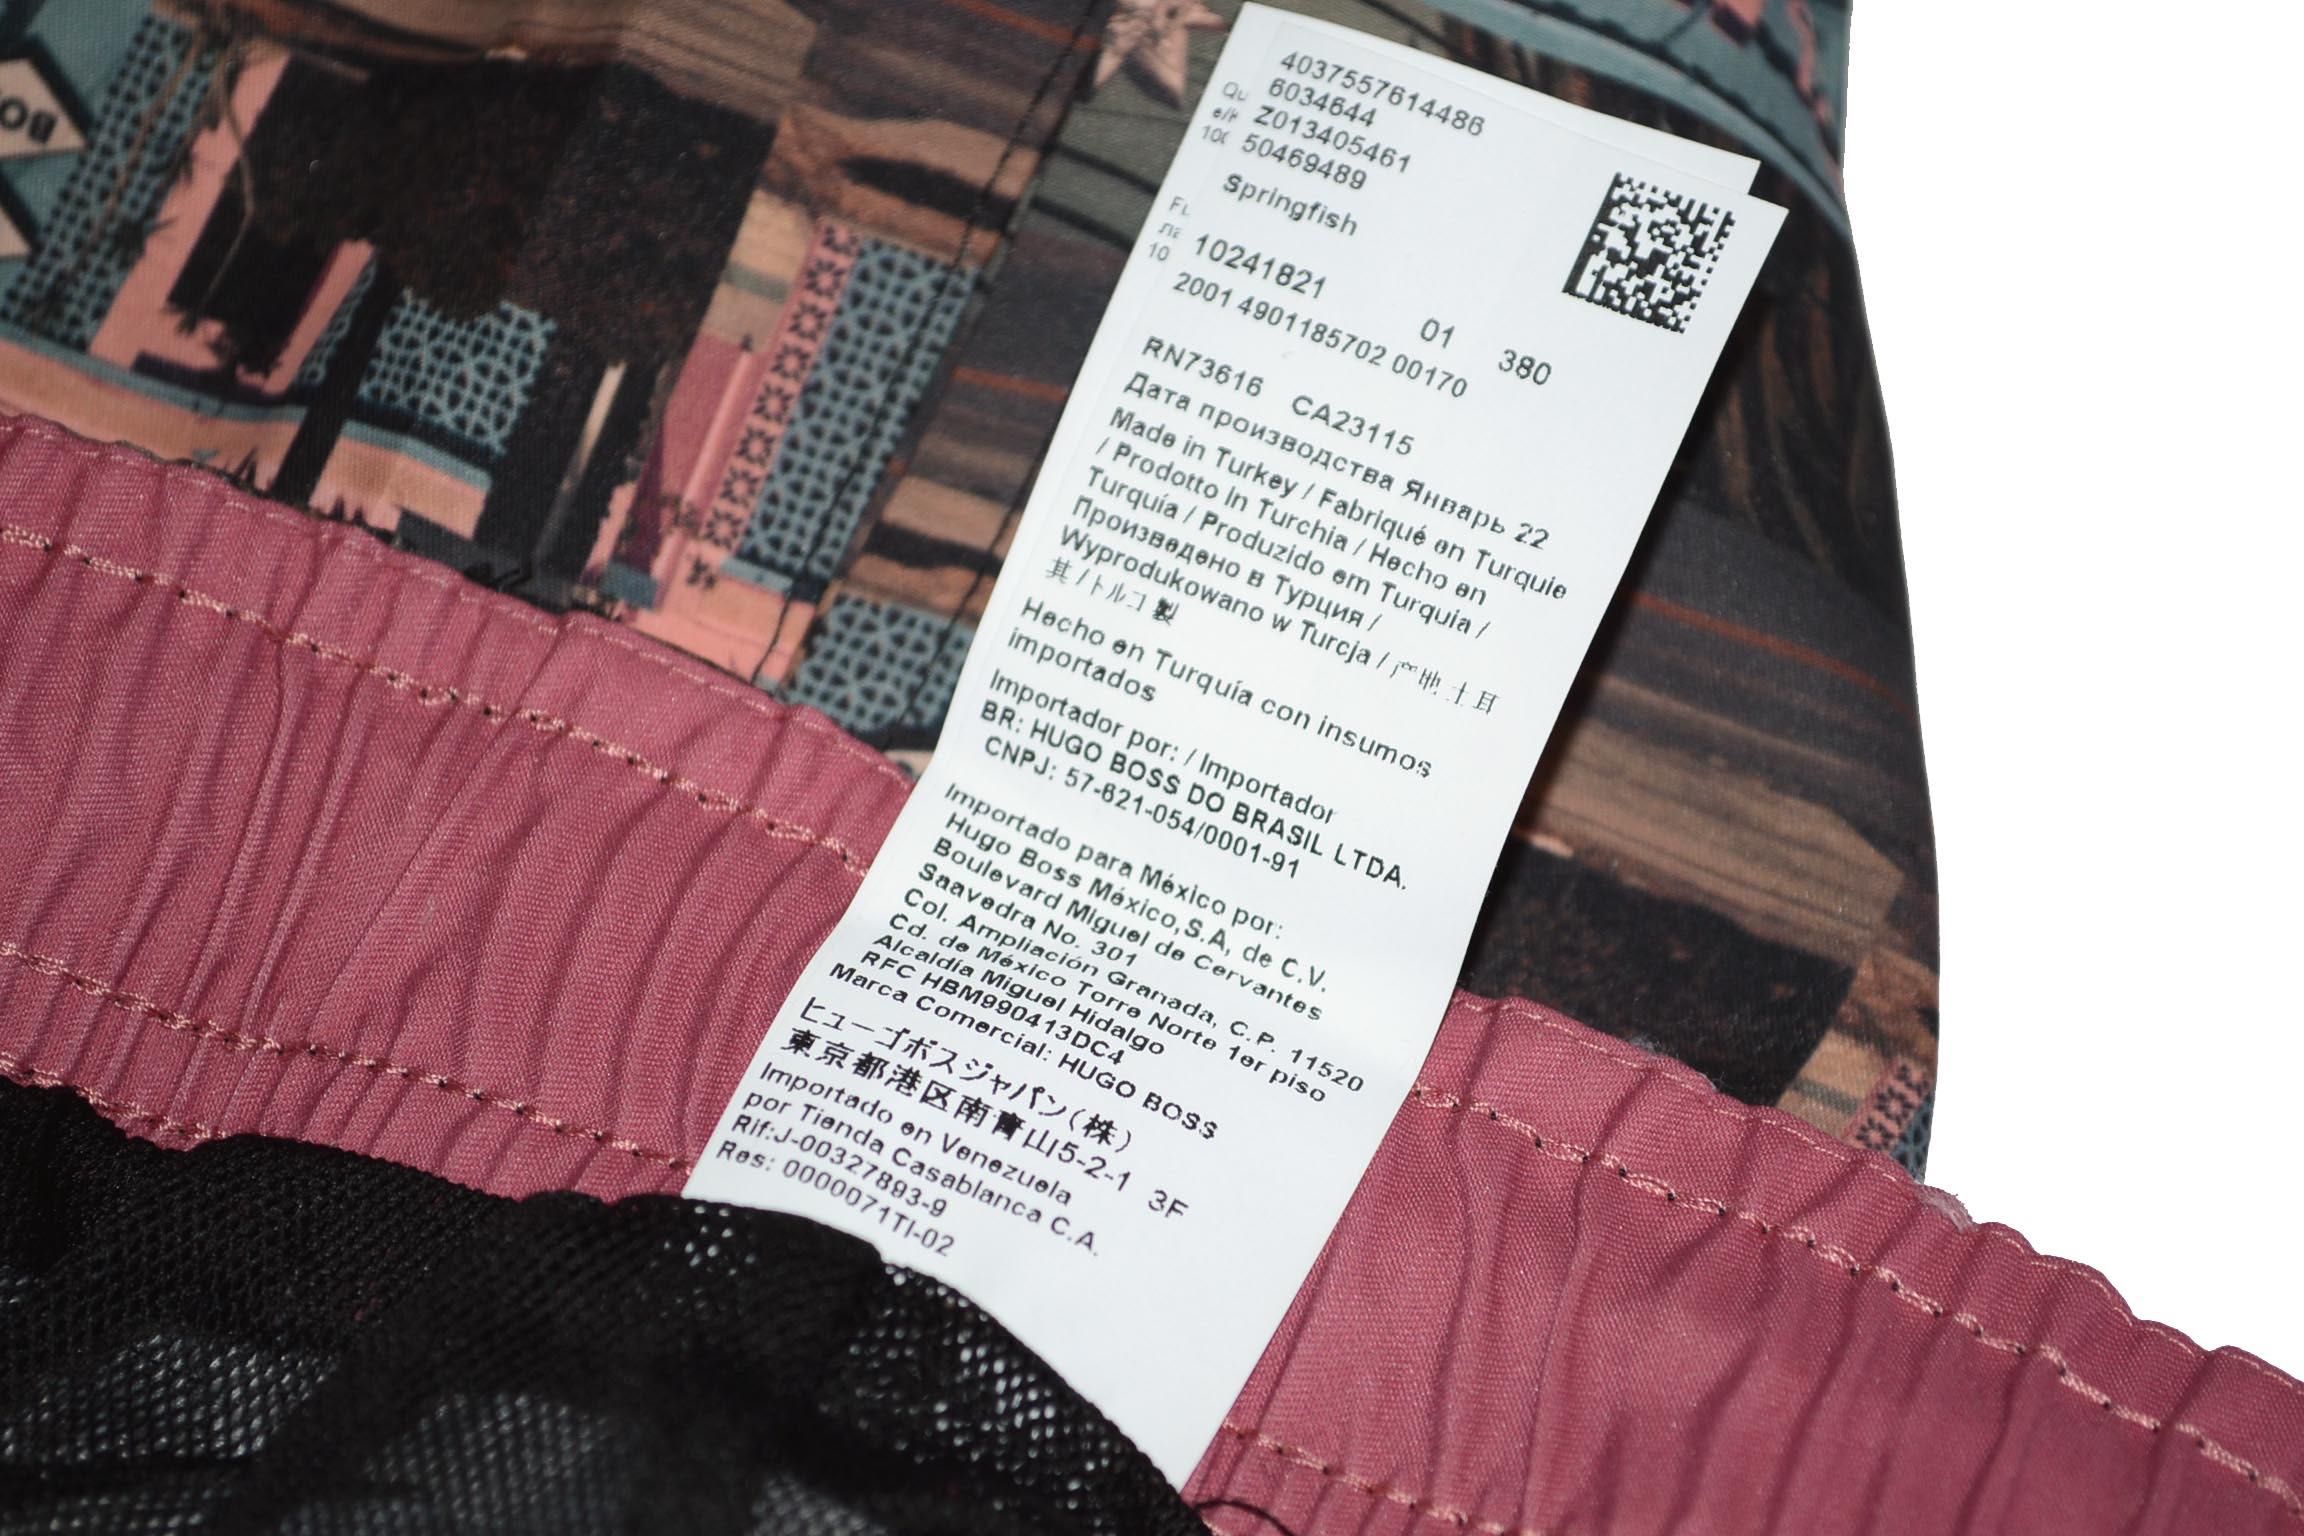 4037557614486
6034644
Z013405461
50469489
Springfish
10241821 01 380
2001 4901185702 00170
RN73616 CA23115
Дата производства Январь 22
Made in Turkey / Fabriqué en Turquie
/ Prodotto in Turchia / Hecho en
Turquía / Produzido em Turquia /
Произведено в Турция /
Wyprodukowano w Turcja / 产地 土耳
其 /トルコ製
Hecho en Turquía con insumos
importados
Importador por: / Importador
BR: HUGO BOSS DO BRASIL LTDA.
CNPJ: 57-621-054/0001-91
Importado para México por:
Hugo Boss México,S.A, de C.V.
Boulevard Miguel de Cervantes
Saavedra No. 301
Col. Ampliación Granada, C.P. 11520
Cd. de México Torre Norte 1er piso
Alcaldía Miguel Hidalgo
RFC HBM990413DC4
Marca Comercial: HUGO BOSS
ヒューゴボスジャパン(株)
東京都港区南青山5-2-1 3F
Importado en Venezuela
por Tienda Casablanca C.A.
Rif:J-00327893-9
Res: 0000071TI-02